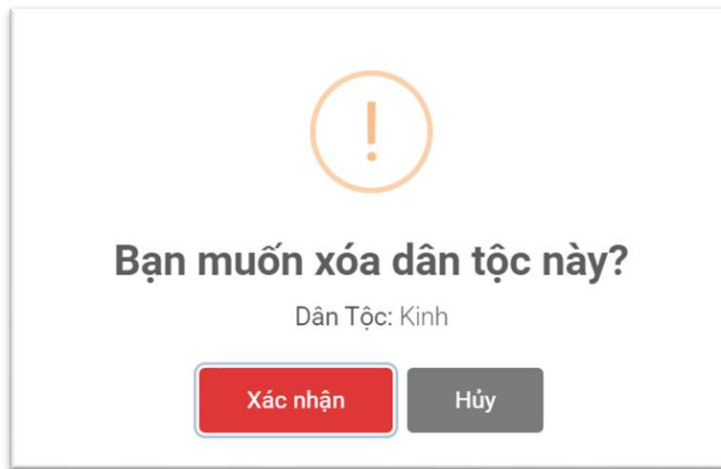 !
Bạn muốn xóa dân tộc này?
Dân Tộc: Kinh
Xác nhận
Hủy